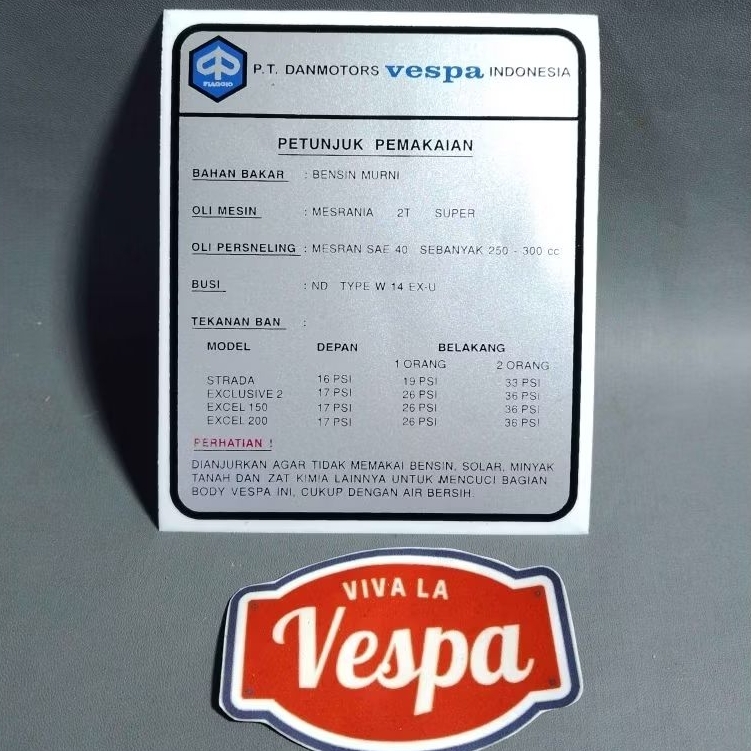 PIAGGIO
P.T. DANMOTORS vespa INDONESIA
PETUNJUK PEMAKAIAN
BAHAN BAKAR : BENSIN MURNI
OLI MESIN : MESRANIA 2T SUPER
OLI PERSNELING : MESRAN SAE 40 SEBANYAK 250 - 300 cc
BUSI : ND TYPE W 14 EX-U
TEKANAN BAN :
MODEL DEPAN BELAKANG
1 ORANG 2 ORANG
STRADA 16 PSI 19 PSI 33 PSI
EXCLUSIVE 2 17 PSI 26 PSI 36 PSI
EXCEL 150 17 PSI 26 PSI 36 PSI
EXCEL 200 17 PSI 26 PSI 36 PSI
PERHATIAN !
DIANJURKAN AGAR TIDAK MEMAKAI BENSIN, SOLAR, MINYAK
TANAH DAN ZAT KIMIA LAINNYA UNTUK MENCUCI BAGIAN
BODY VESPA INI, CUKUP DENGAN AIR BERSIH.
VIVA LA
Vespa